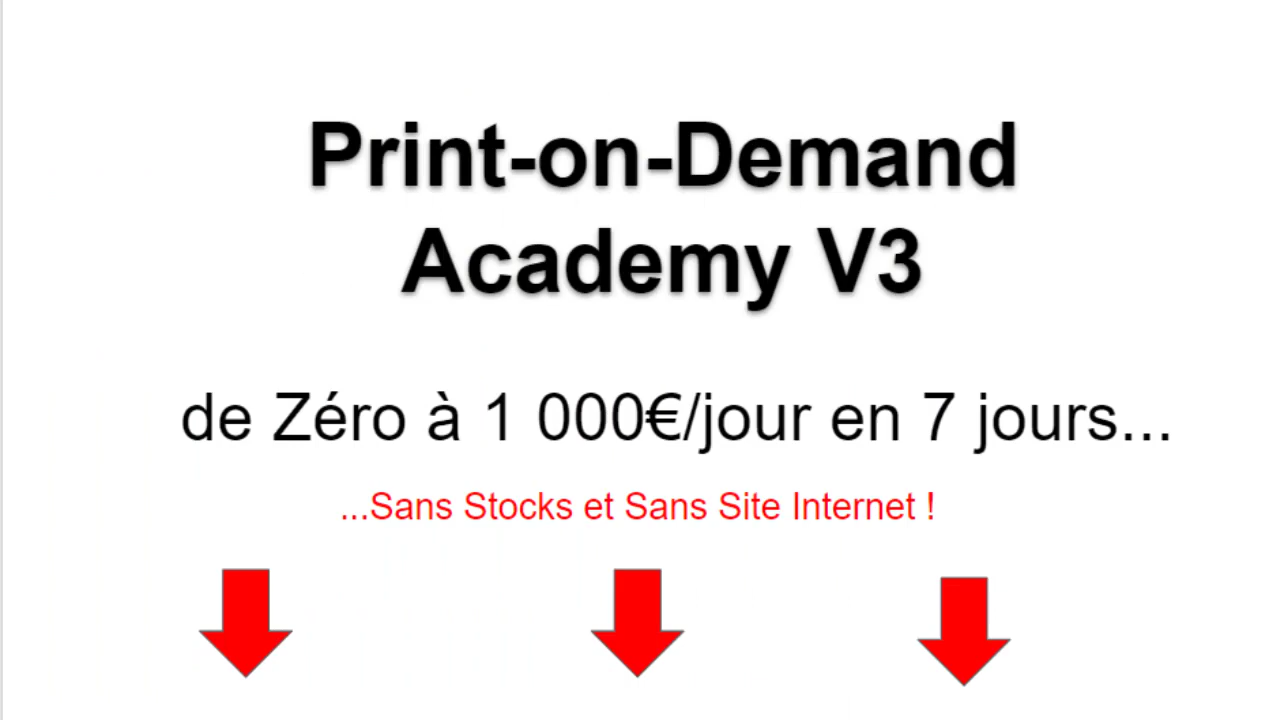 Print-on-Demand
Academy V3
de Zéro à 1 000€/jour en 7 jours...
...Sans Stocks et Sans Site Internet !